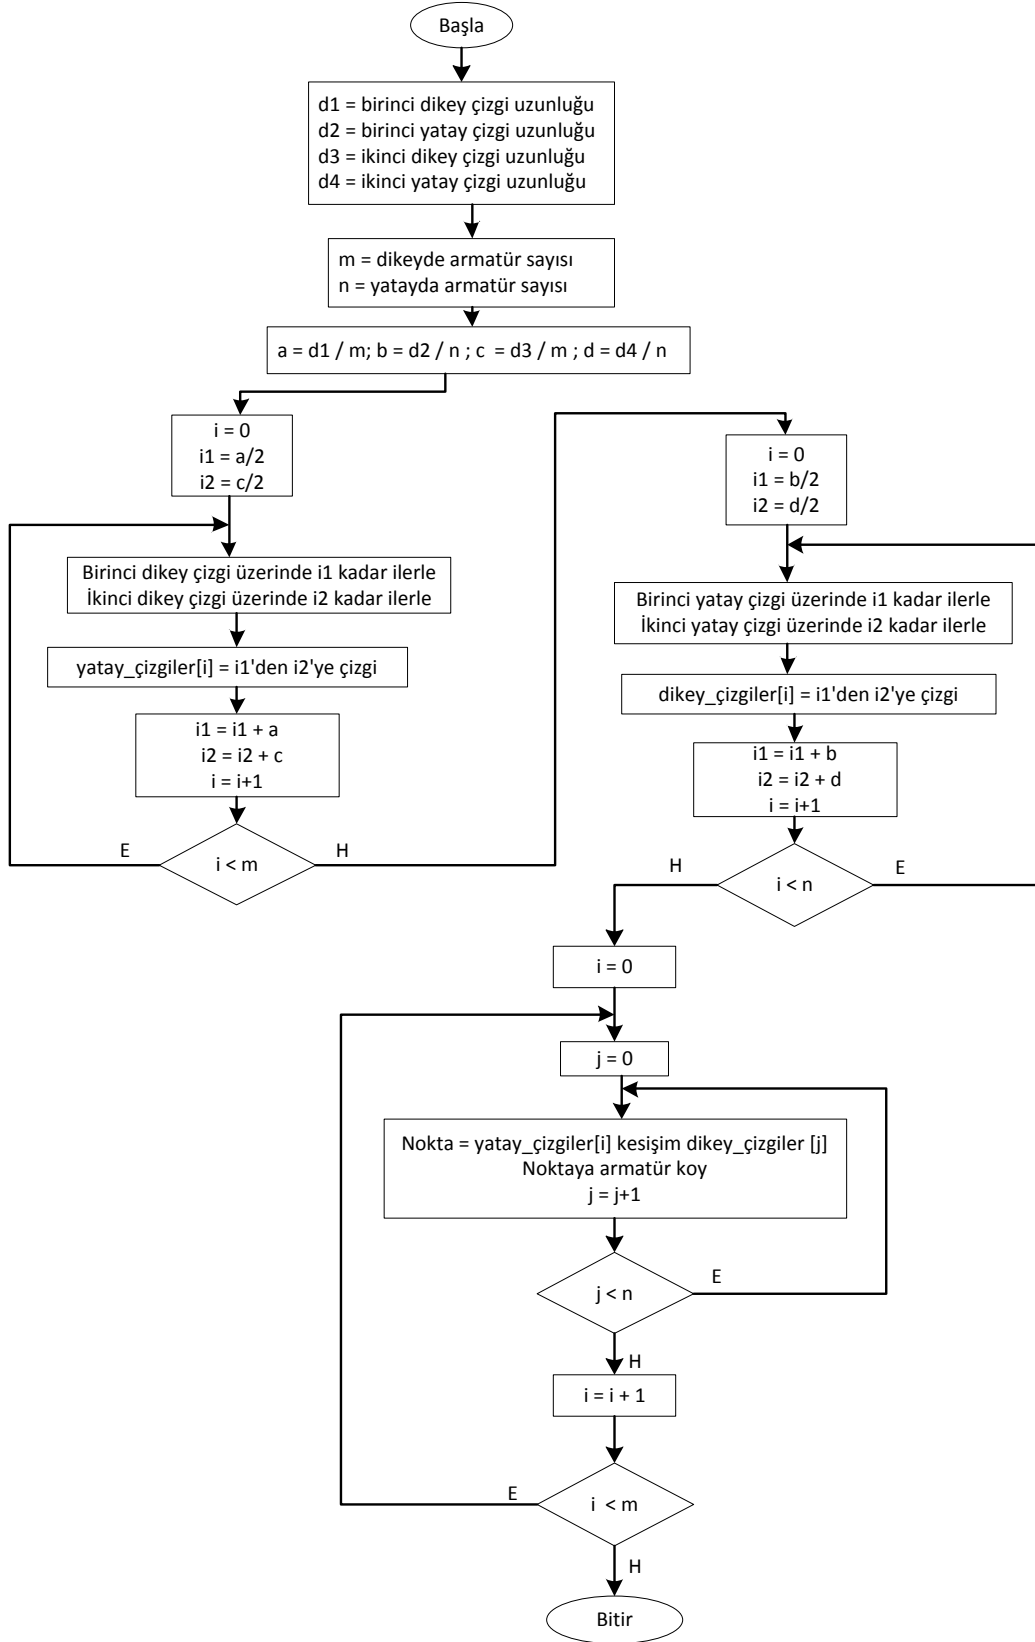 Başla
d1 = birinci dikey çizgi uzunluğu
d2 = birinci yatay çizgi uzunluğu
d3 = ikinci dikey çizgi uzunluğu
d4 = ikinci yatay çizgi uzunluğu
m = dikeyde armatür sayısı
n = yatayda armatür sayısı
a = d1 / m; b = d2 / n ; c  = d3 / m ; d = d4 / n
i = 0
i1 = a/2
i2 = c/2
Birinci dikey çizgi üzerinde i1 kadar ilerle
İkinci dikey çizgi üzerinde i2 kadar ilerle
yatay_çizgiler[i] = i1'den i2'ye çizgi
i1 = i1 + a
i2 = i2 + c
i = i+1
E
i < m
H
i = 0
i1 = b/2
i2 = d/2
Birinci yatay çizgi üzerinde i1 kadar ilerle
İkinci yatay çizgi üzerinde i2 kadar ilerle
dikey_çizgiler[i] = i1'den i2'ye çizgi
i1 = i1 + b
i2 = i2 + d
i = i+1
H
i < n
E
i = 0
j = 0
Nokta = yatay_çizgiler[i] kesişim dikey_çizgiler [j]
Noktaya armatür koy
j = j+1
j < n
E
H
i = i + 1
E
i  < m
H
Bitir